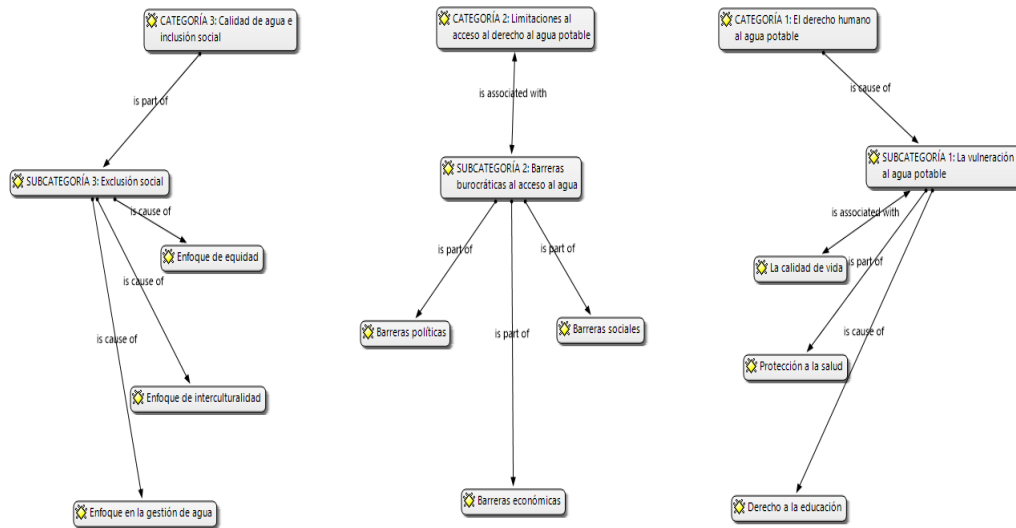 CATEGORÍA 3: Calidad de agua e
inclusión social
is part of
SUBCATEGORÍA 3: Exclusión social
is cause of
Enfoque de equidad
is cause of
is cause of
Enfoque de interculturalidad
Enfoque en la gestión de agua
CATEGORÍA 2: Limitaciones al
acceso al derecho al agua potable
is associated with
SUBCATEGORÍA 2: Barreras
burocráticas al acceso al agua
is part of
is part of
Barreras políticas
is part of
Barreras sociales
Barreras económicas
CATEGORÍA 1: El derecho humano
al agua potable
is cause of
SUBCATEGORÍA 1: La vulneración
al agua potable
is associated with
La calidad de vida
is part of
is cause of
Protección a la salud
Derecho a la educación